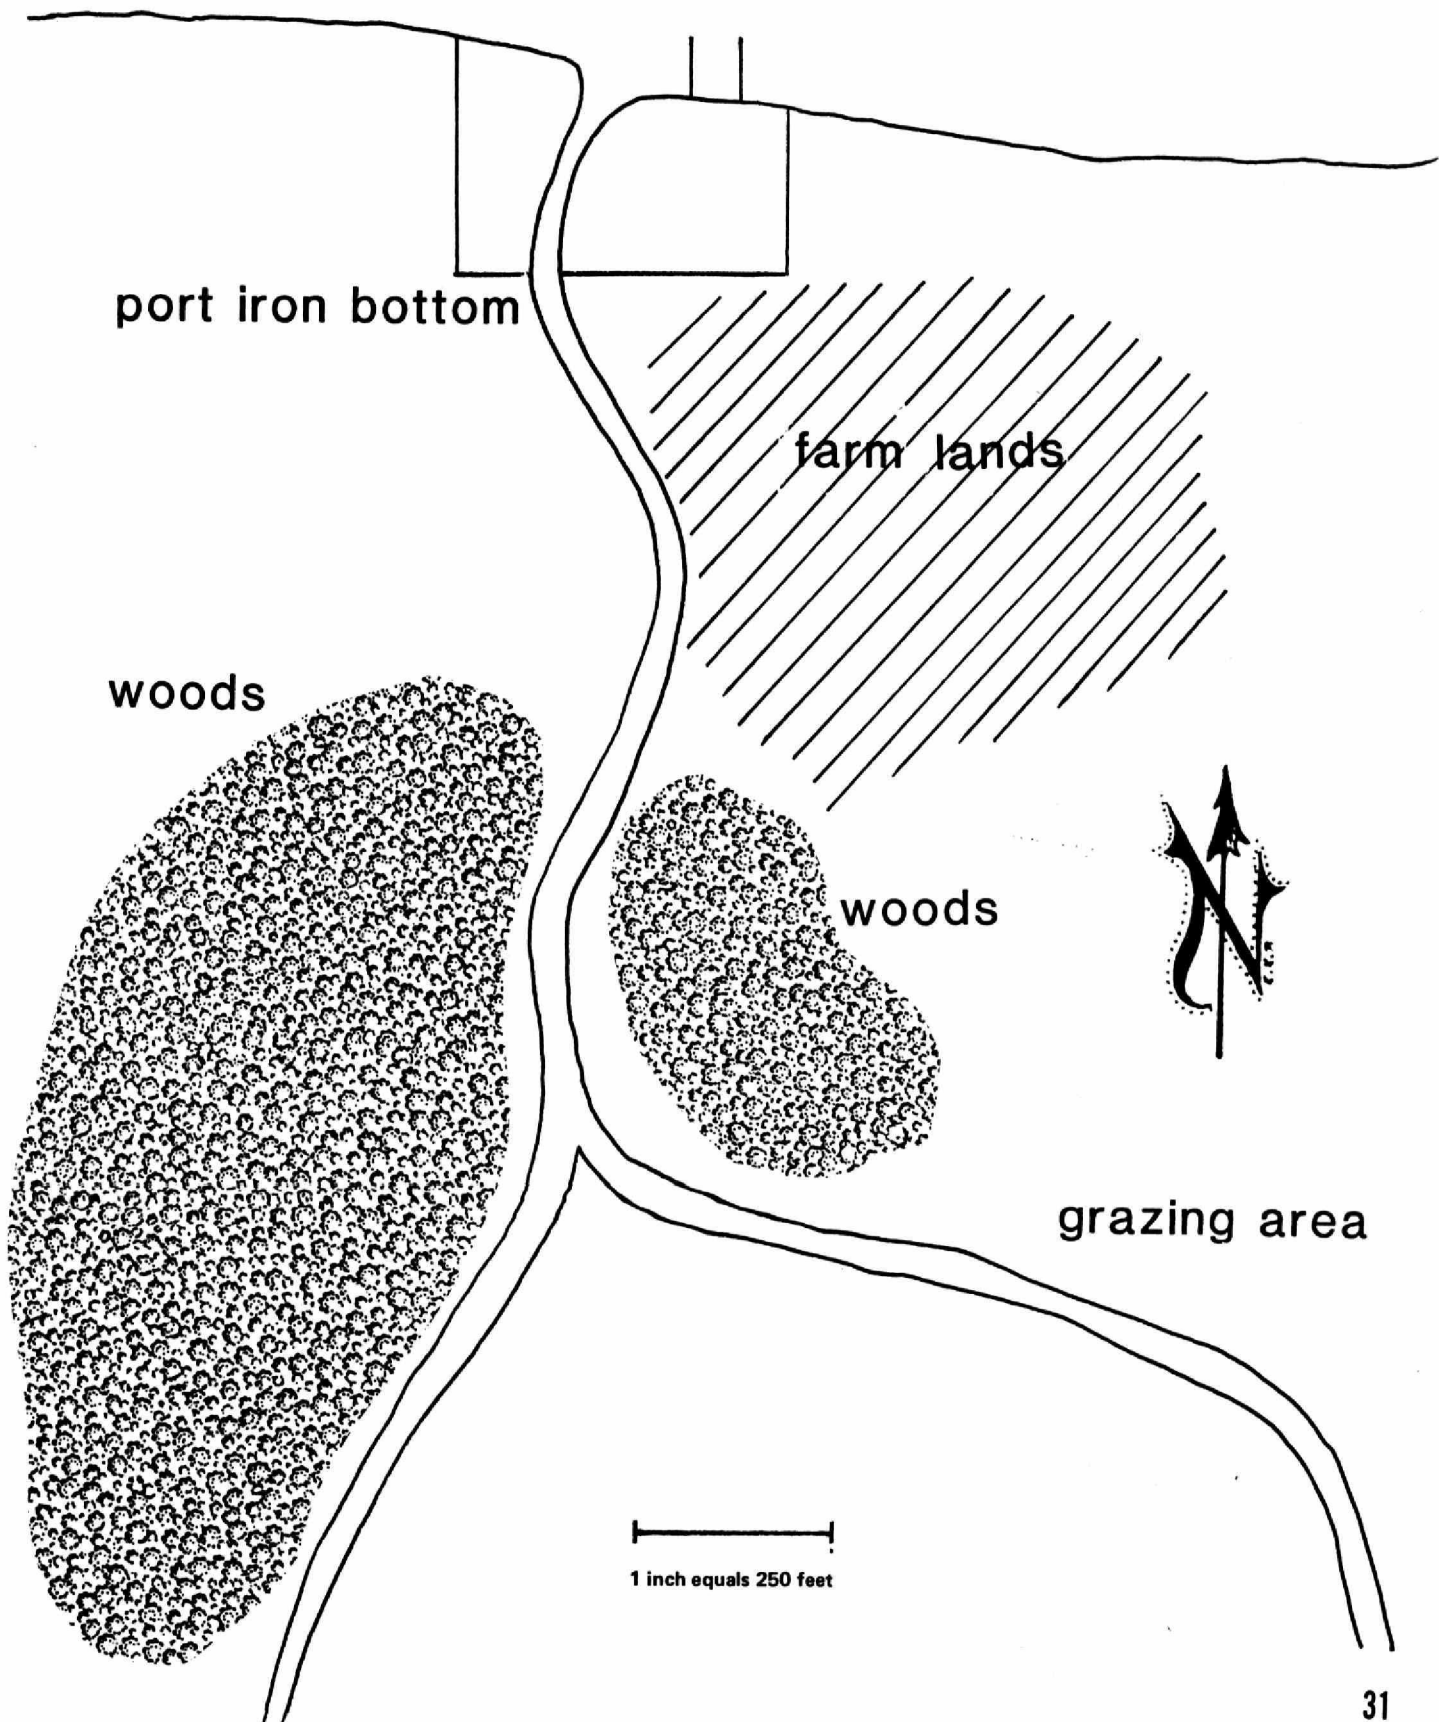 port iron bottom
farm lands
woods
woods
N
grazing area
1 inch equals 250 feet
31